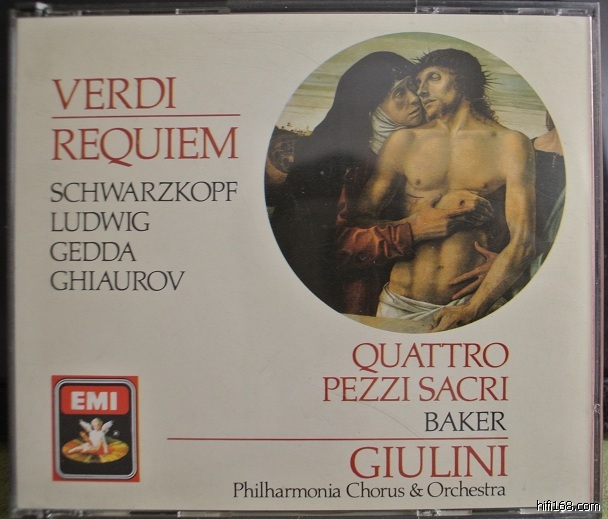 VERDI
REQUIEM
SCHWARZKOPF
LUDWIG
GEDDA
GHIAUROV
QUATTRO
PEZZI SACRI
BAKER
EMI
GIULINI
Philharmonia Chorus & Orchestra
hifi168.com